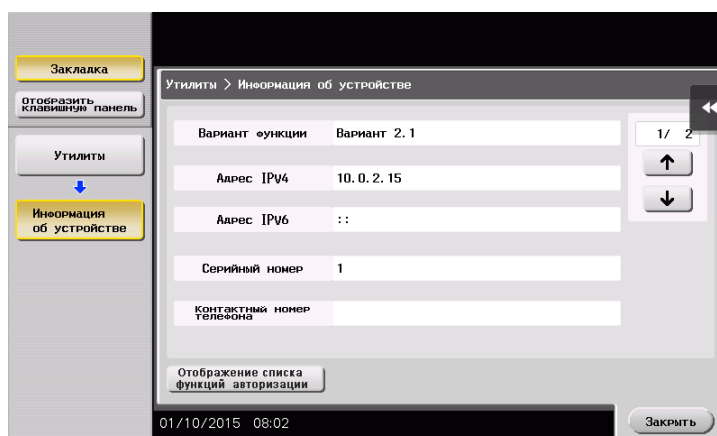 Закладка
Отобразить
клавишную панель
Утилиты
Информация
об устройстве
Утилиты > Информация об устройстве
Вариант функции Вариант 2.1
Адрес IPV4 10.0.2.15
Адрес IPV6 ::
Серийный номер 1
Контактный номер
телефона
1/ 2
Отображение списка
функций авторизации
01/10/2015 08:02
Закрыть